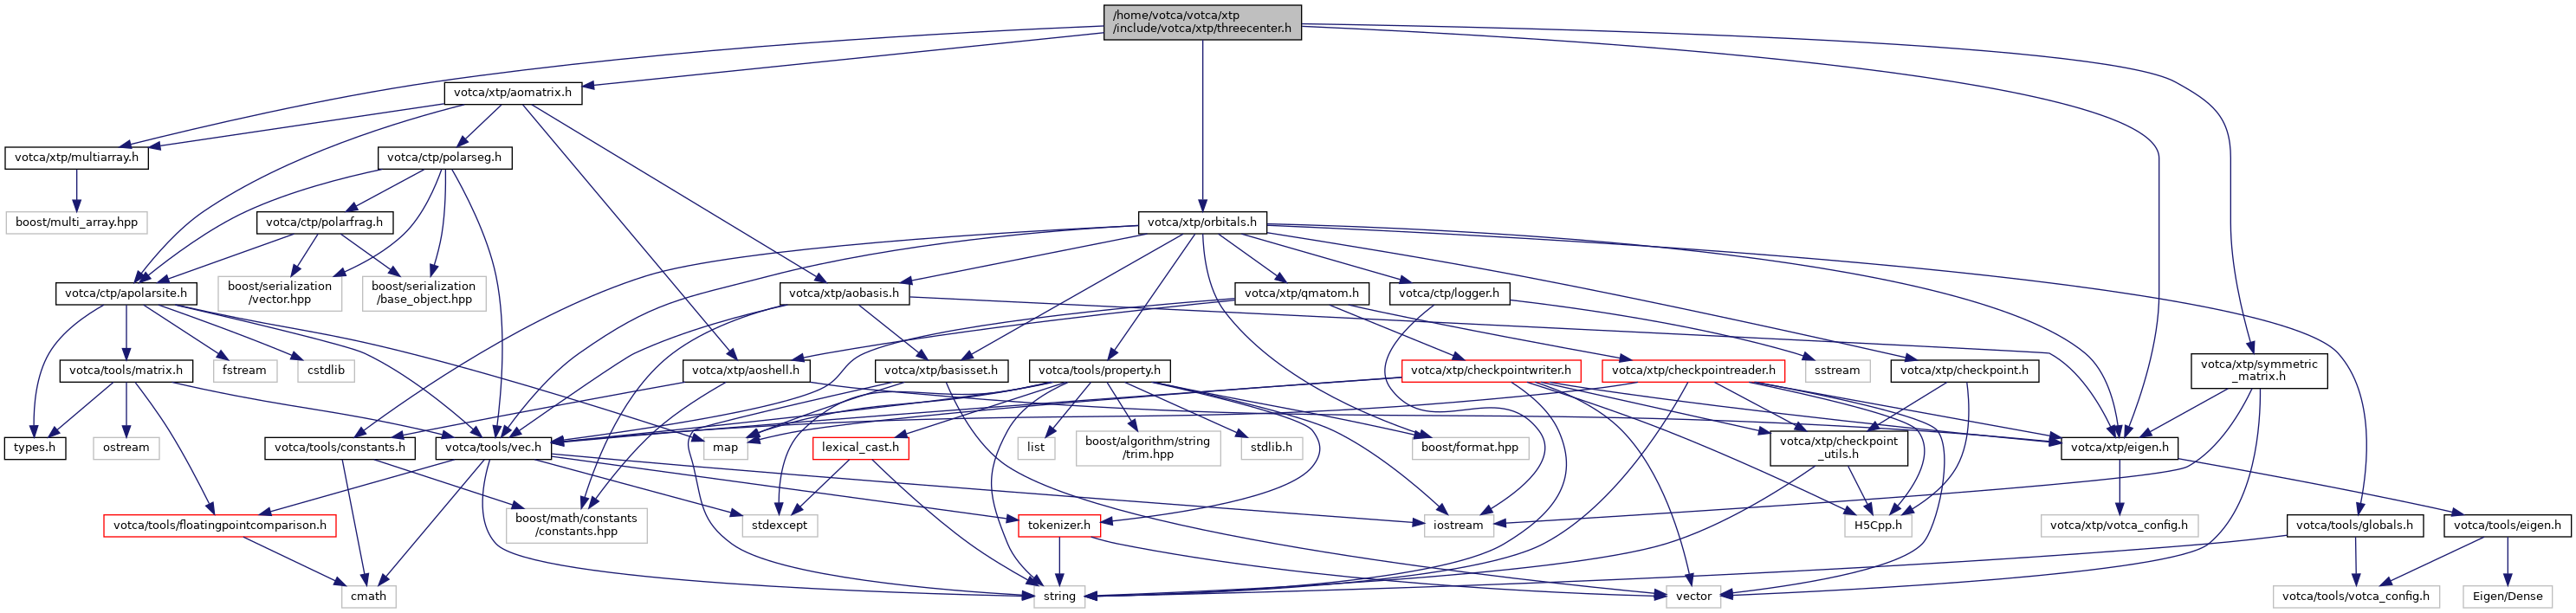 /home/votca/votca/xtp
/include/votca/xtp/threecenter.h
votca/xtp/aomatrix.h
votca/xtp/multiarray.h
votca/ctp/polarseg.h
boost/multi_array.hpp
votca/ctp/polarfrag.h
votca/xtp/orbitals.h
votca/ctp/apolarsite.h
boost/serialization
/vector.hpp
boost/serialization
/base_object.hpp
votca/xtp/aobasis.h
votca/xtp/qmatom.h
votca/ctp/logger.h
votca/tools/matrix.h
fstream
cstdlib
votca/xtp/aoshell.h
votca/xtp/basisset.h
votca/tools/property.h
votca/xtp/checkpointwriter.h
votca/xtp/checkpointreader.h
sstream
votca/xtp/checkpoint.h
votca/xtp/symmetric
_matrix.h
types.h
ostream
votca/tools/constants.h
votca/tools/vec.h
map
lexical_cast.h
list
boost/algorithm/string
/trim.hpp
stdlib.h
boost/format.hpp
votca/xtp/checkpoint
_utils.h
votca/xtp/eigen.h
votca/tools/floatingpointcomparison.h
boost/math/constants
/constants.hpp
stdexcept
tokenizer.h
iostream
H5Cpp.h
votca/xtp/votca_config.h
votca/tools/globals.h
votca/tools/eigen.h
cmath
string
vector
votca/tools/votca_config.h
Eigen/Dense